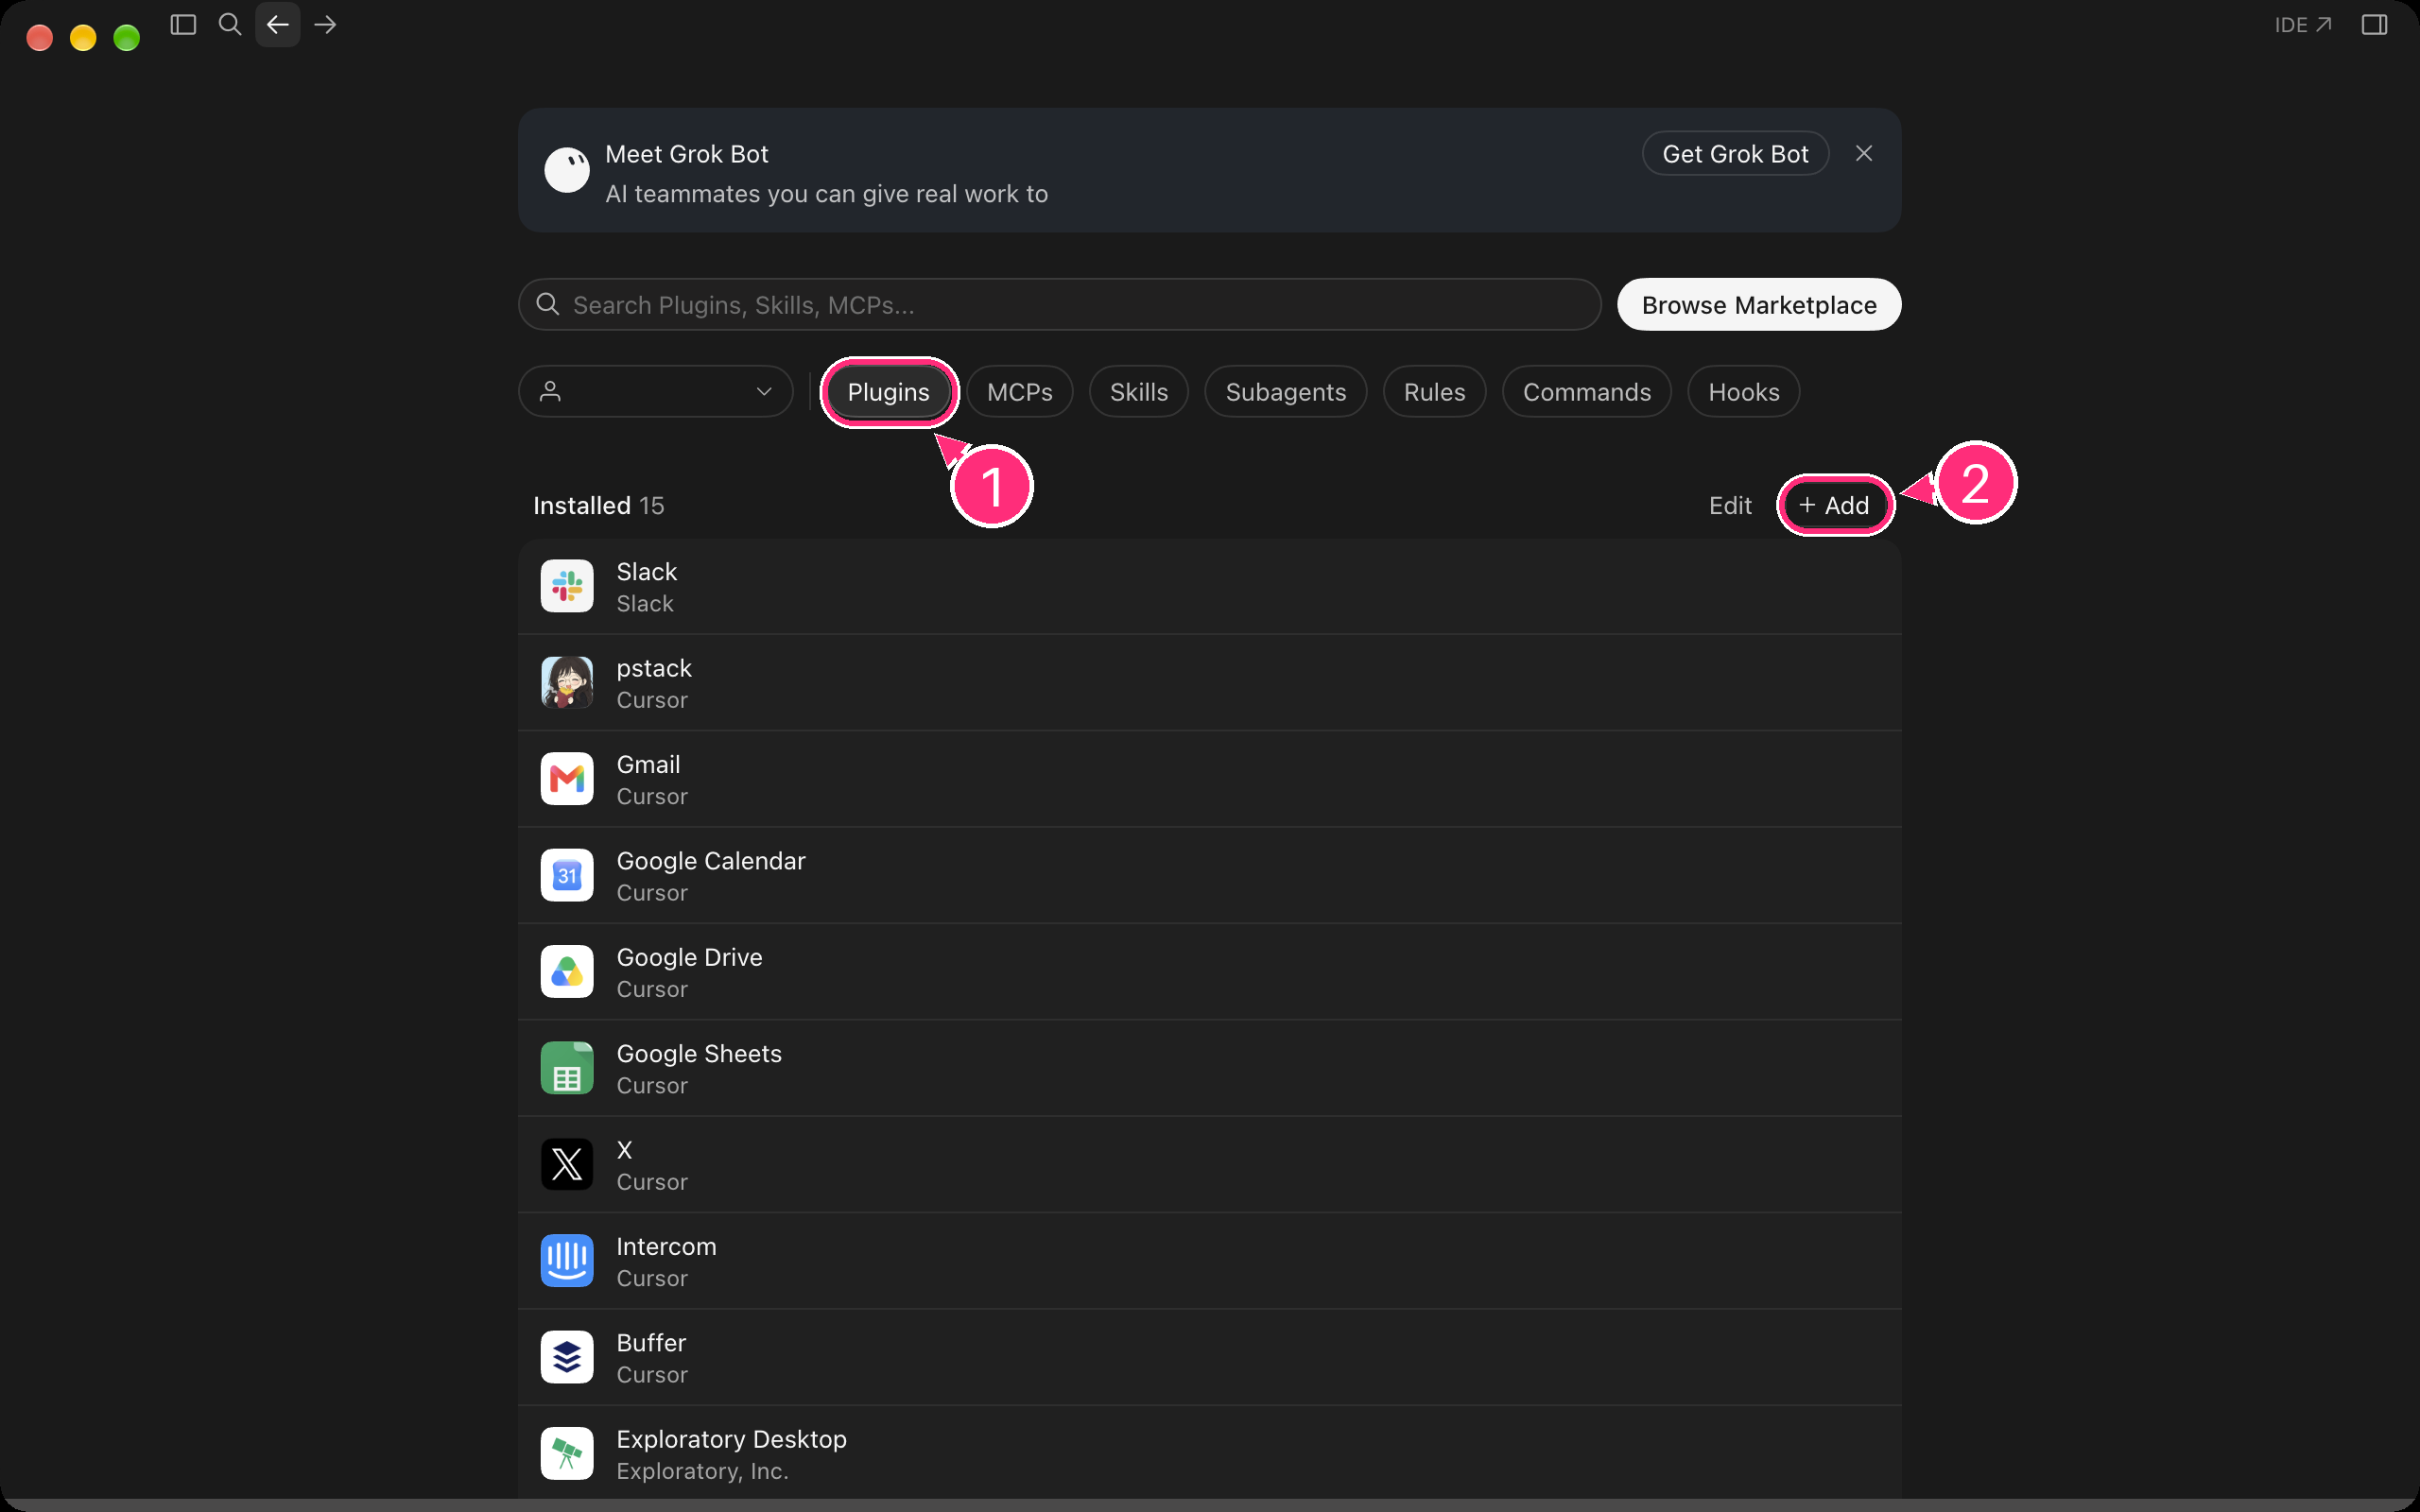 IDE
Meet Grok Bot
Get Grok Bot
AI teammates you can give real work to
Search Plugins, Skills, MCPs...
Browse Marketplace
Plugins
MCPs
Skills
Subagents
Rules
Commands
Hooks
1
2
Installed 15
Edit
+ Add
Slack
Slack
pstack
Cursor
Gmail
Cursor
31
Google Calendar
Cursor
Google Drive
Cursor
Google Sheets
Cursor
X
Cursor
Intercom
Cursor
Buffer
Cursor
Exploratory Desktop
Exploratory, Inc.